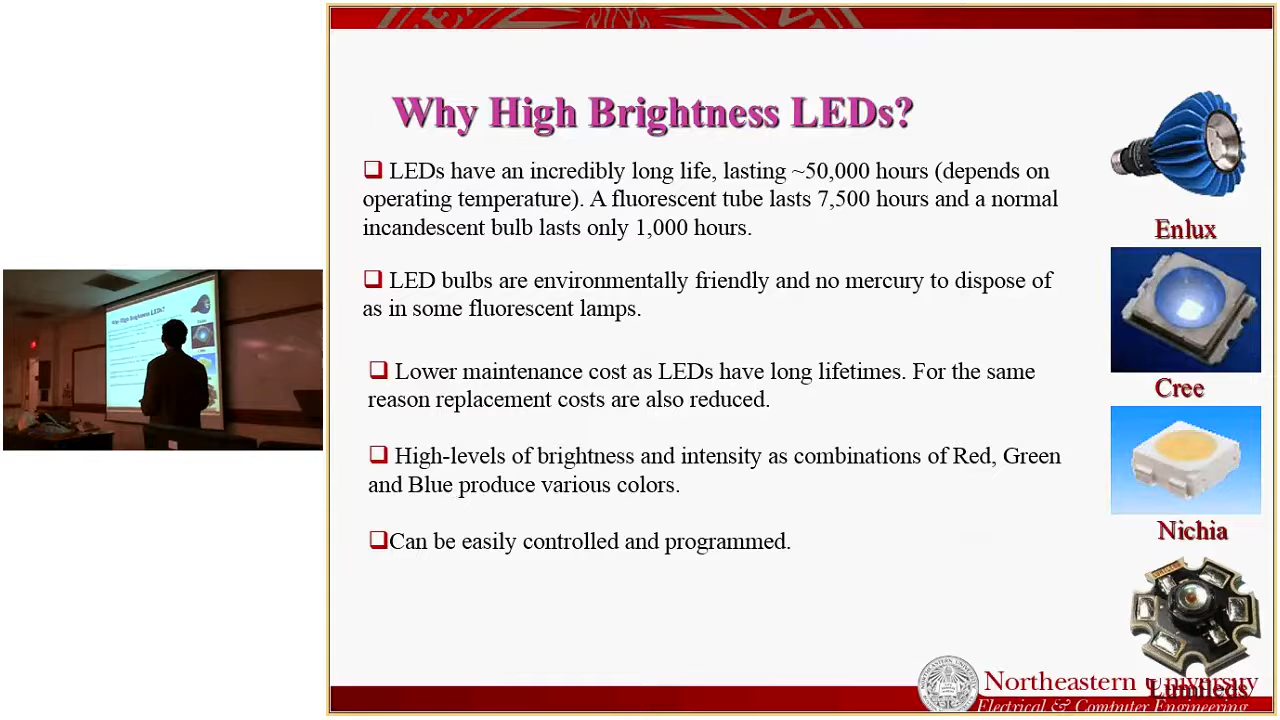 Why High Brightness LEDs?
❑ LEDs have an incredibly long life, lasting ~50,000 hours (depends on
operating temperature). A fluorescent tube lasts 7,500 hours and a normal
incandescent bulb lasts only 1,000 hours.
❑ LED bulbs are environmentally friendly and no mercury to dispose of
as in some fluorescent lamps.
❑ Lower maintenance cost as LEDs have long lifetimes. For the same
reason replacement costs are also reduced.
❑ High-levels of brightness and intensity as combinations of Red, Green
and Blue produce various colors.
❑Can be easily controlled and programmed.
Enlux
Cree
Nichia
Lumileds
Northeastern University
Electrical & Computer Engineering
Why High Brightness LEDs?